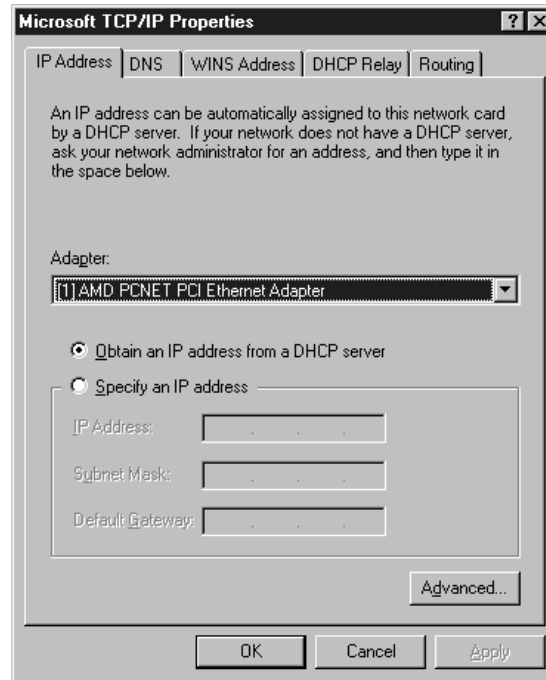 Microsoft TCP/IP Properties
IP Address DNS WINS Address DHCP Relay Routing
An IP address can be automatically assigned to this network card
by a DHCP server. If your network does not have a DHCP server,
ask your network administrator for an address, and then type it in
the space below.
Adapter:
[1] AMD PCNET PCI Ethernet Adapter
Obtain an IP address from a DHCP server
Specify an IP address
IP Address:
Subnet Mask:
Default Gateway:
Advanced...
OK Cancel Apply